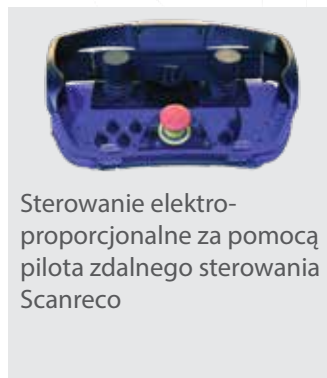 Sterowanie elektro-
proporcjonalne za pomocą
pilota zdalnego sterowania
Scanreco